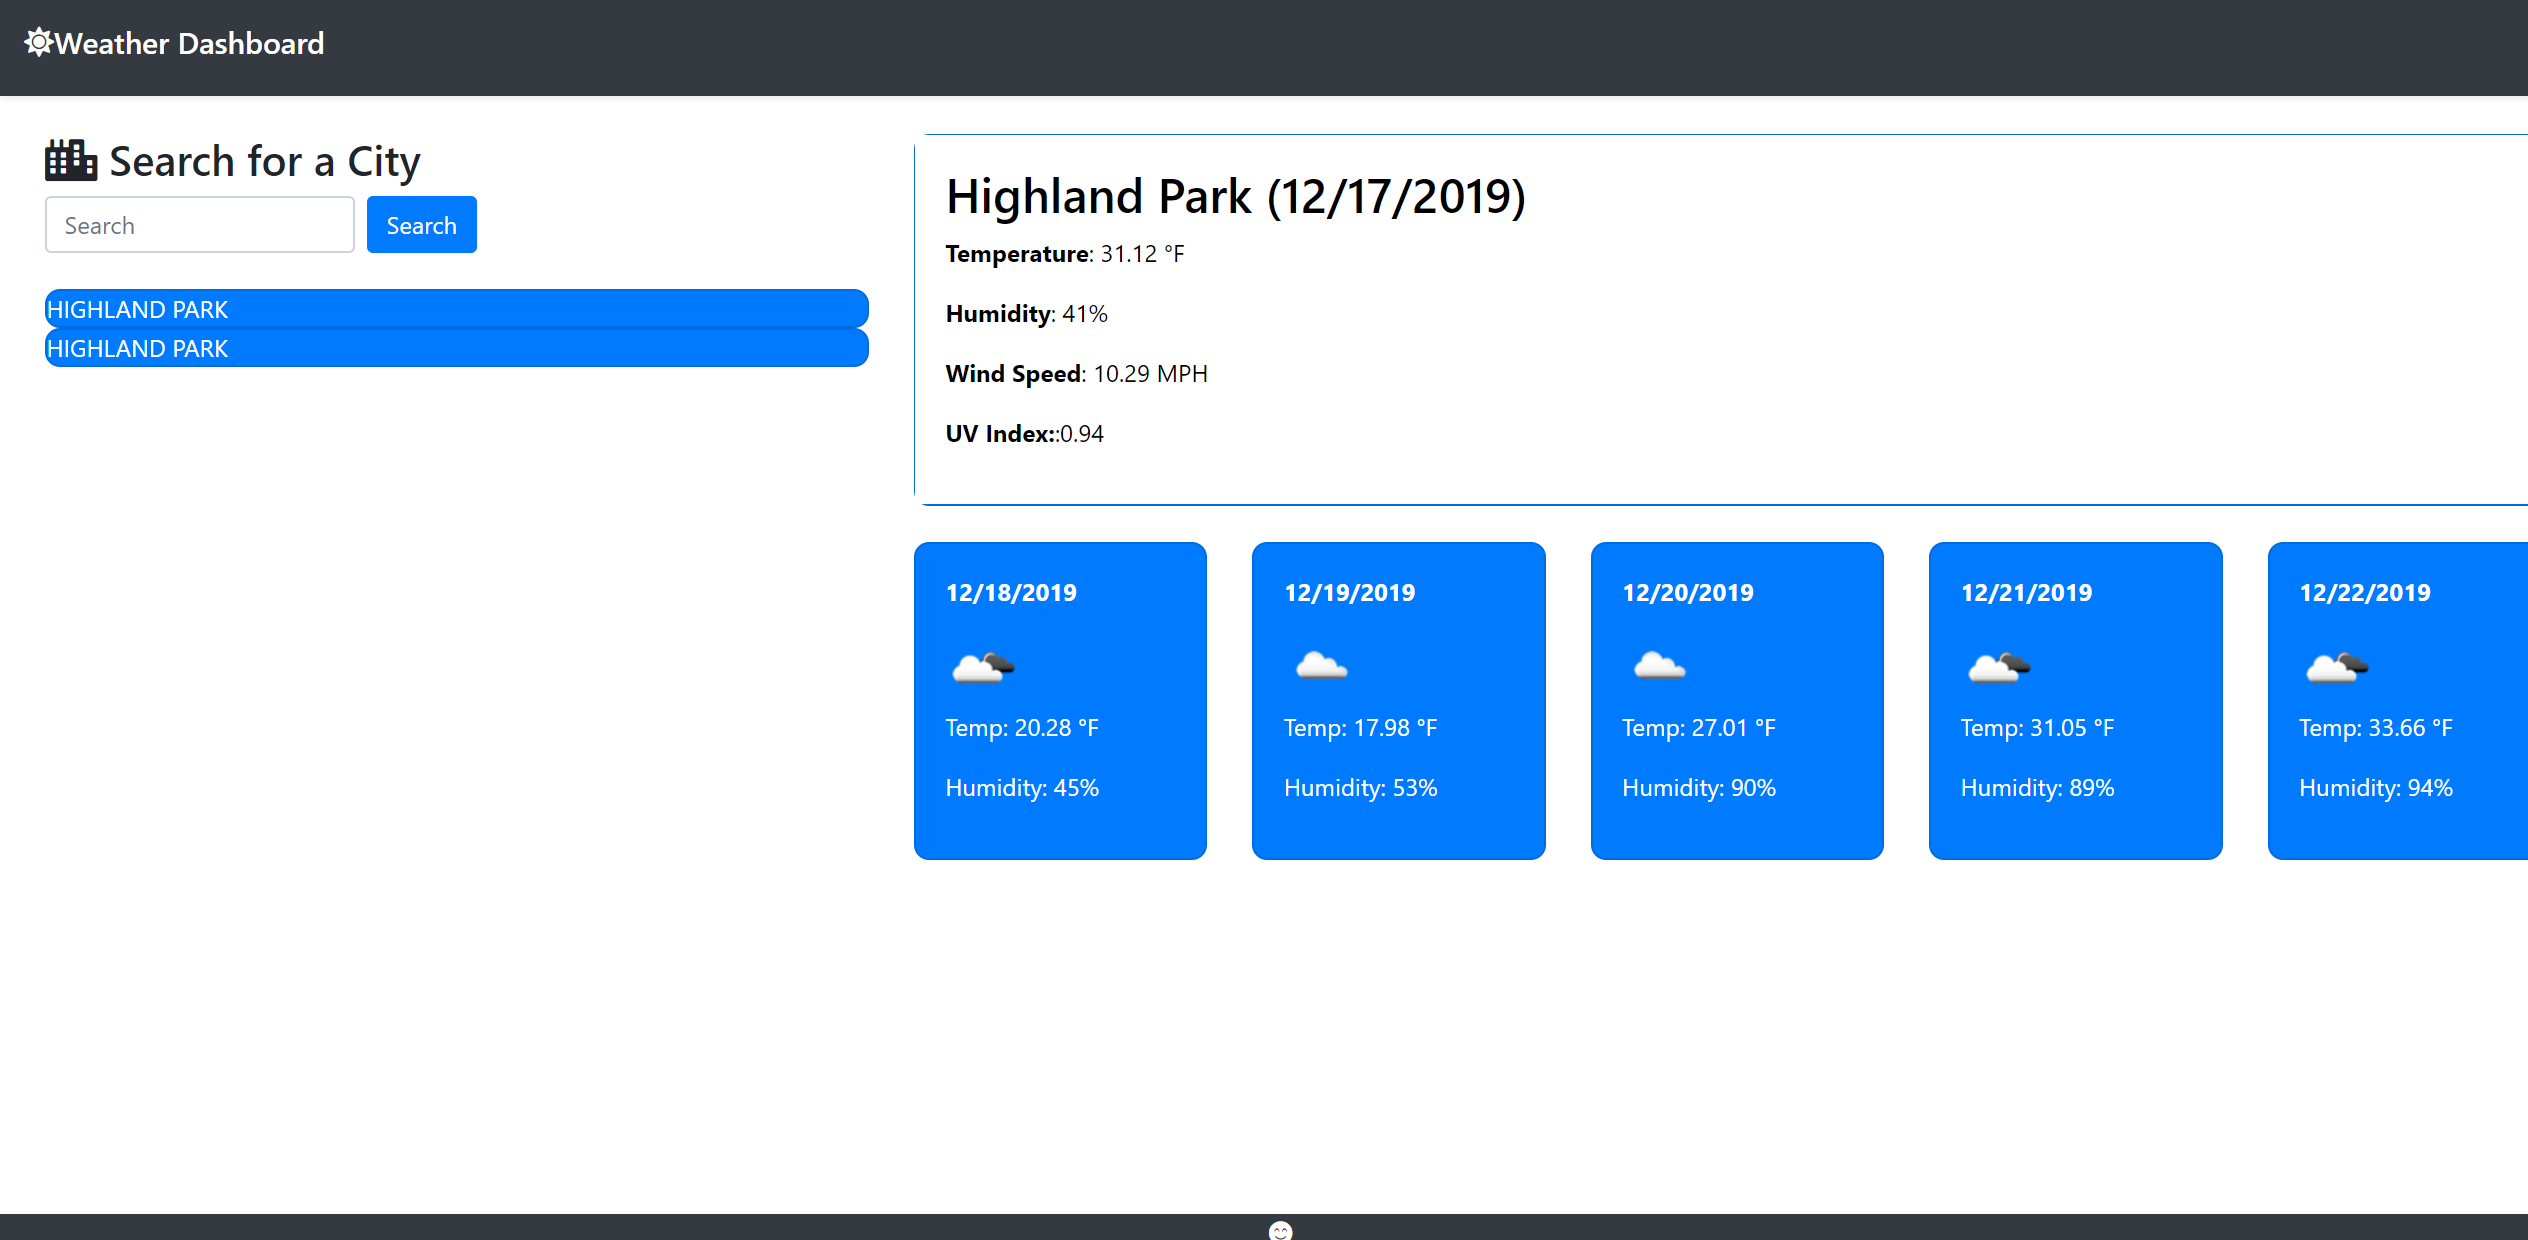 Weather Dashboard
Search for a City
Search
Search
HIGHLAND PARK
HIGHLAND PARK
Highland Park (12/17/2019)
Temperature: 31.12 °F
Humidity: 41%
Wind Speed: 10.29 MPH
UV Index::0.94
12/18/2019
Temp: 20.28 °F
Humidity: 45%
12/19/2019
Temp: 17.98 °F
Humidity: 53%
12/20/2019
Temp: 27.01 °F
Humidity: 90%
12/21/2019
Temp: 31.05 °F
Humidity: 89%
12/22/2019
Temp: 33.66 °F
Humidity: 94%